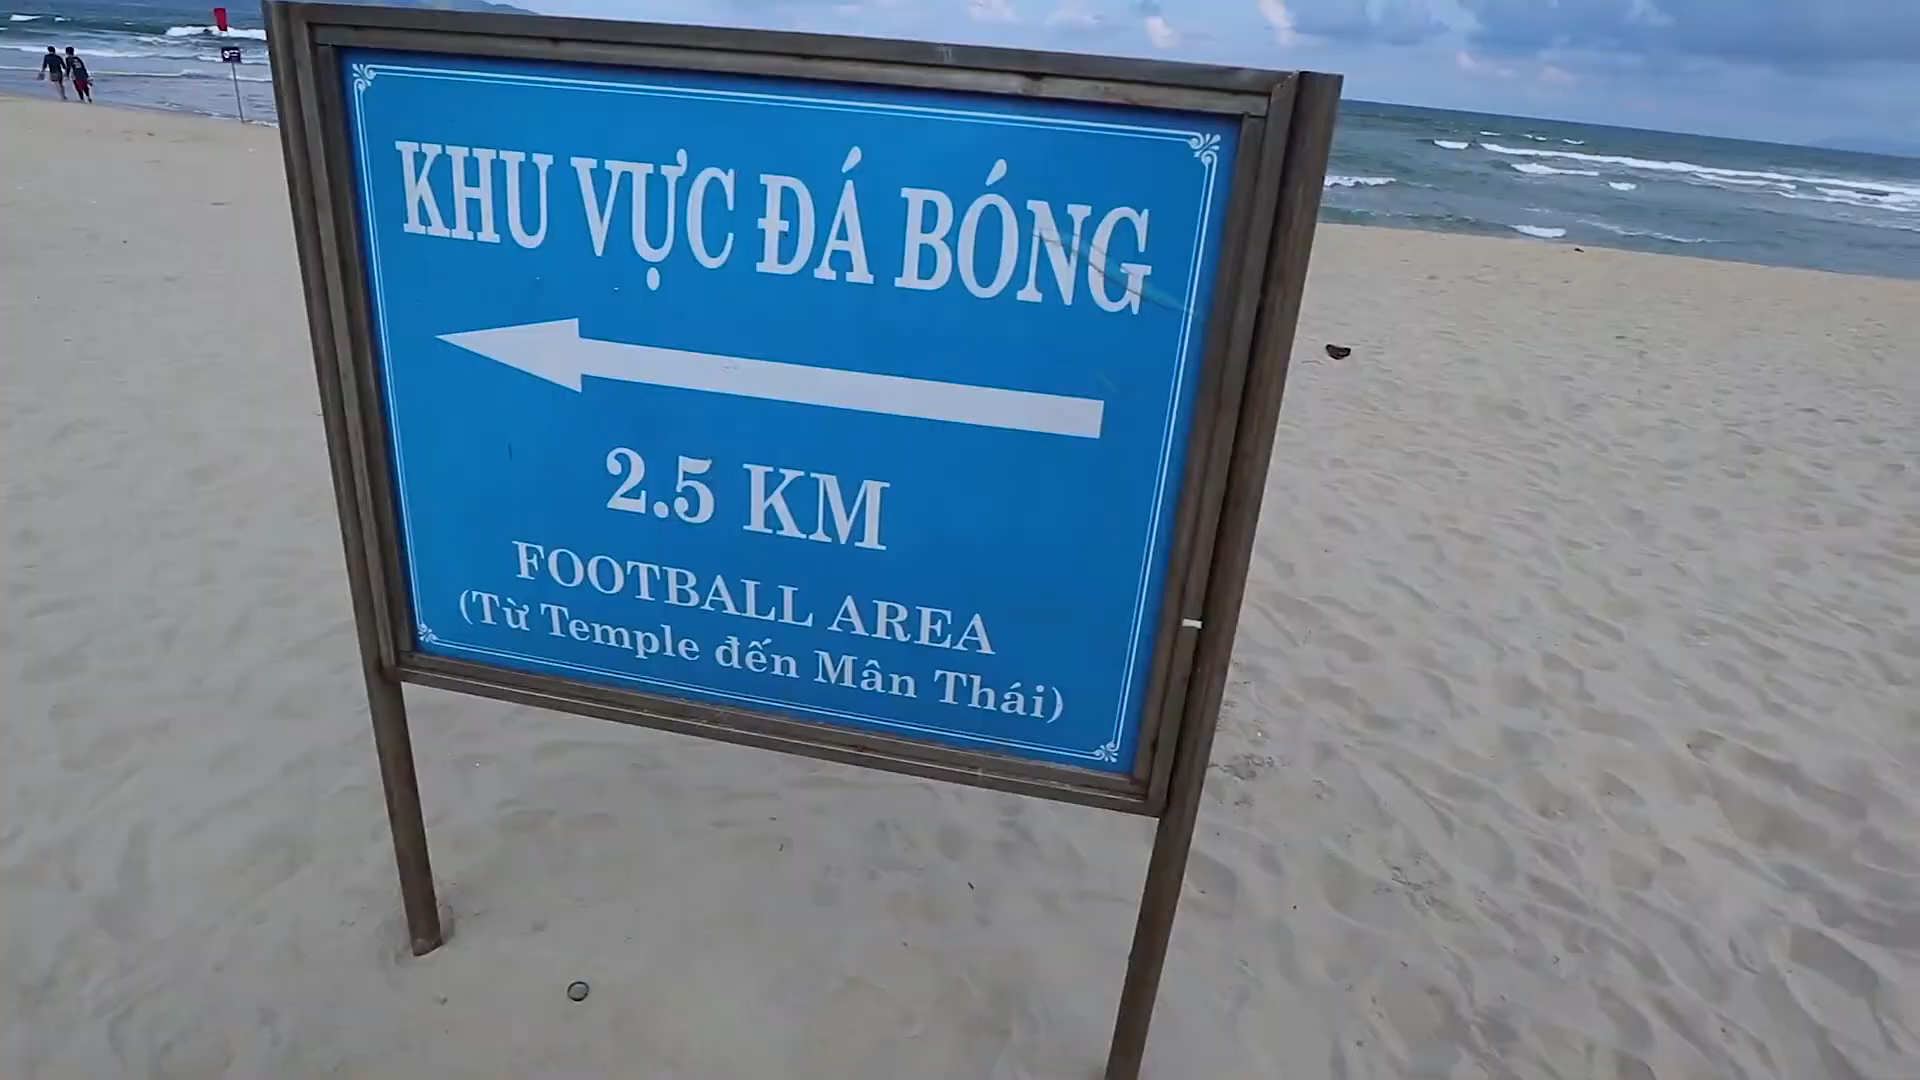 KHU VỰC ĐÁ BÓNG
2.5 KM
FOOTBALL AREA
(Từ Temple đến Mân Thái)